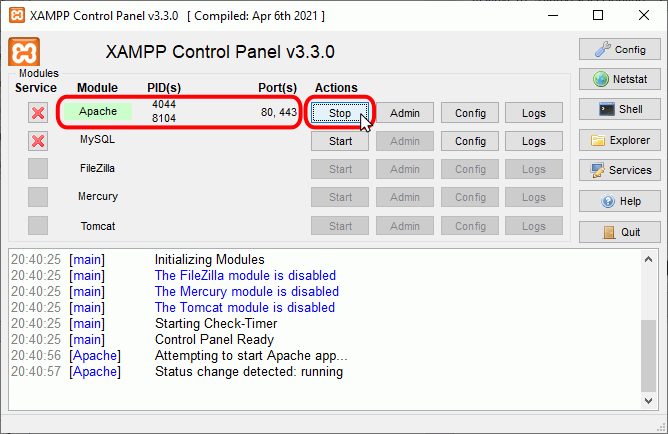 XAMPP Control Panel v3.3.0 [ Compiled: Apr 6th 2021 ]
XAMPP Control Panel v3.3.0
Config
Netstat
Shell
Explorer
Services
Help
Quit
Modules
Service Module PID(s) Port(s) Actions
Apache 4044 8104 80, 443 Stop Admin Config Logs
MySQL Start Admin Config Logs
FileZilla Start Admin Config Logs
Mercury Start Admin Config Logs
Tomcat Start Admin Config Logs
20:40:25 [main] Initializing Modules
20:40:25 [main] The FileZilla module is disabled
20:40:25 [main] The Mercury module is disabled
20:40:25 [main] The Tomcat module is disabled
20:40:25 [main] Starting Check-Timer
20:40:25 [main] Control Panel Ready
20:40:56 [Apache] Attempting to start Apache app...
20:40:57 [Apache] Status change detected: running